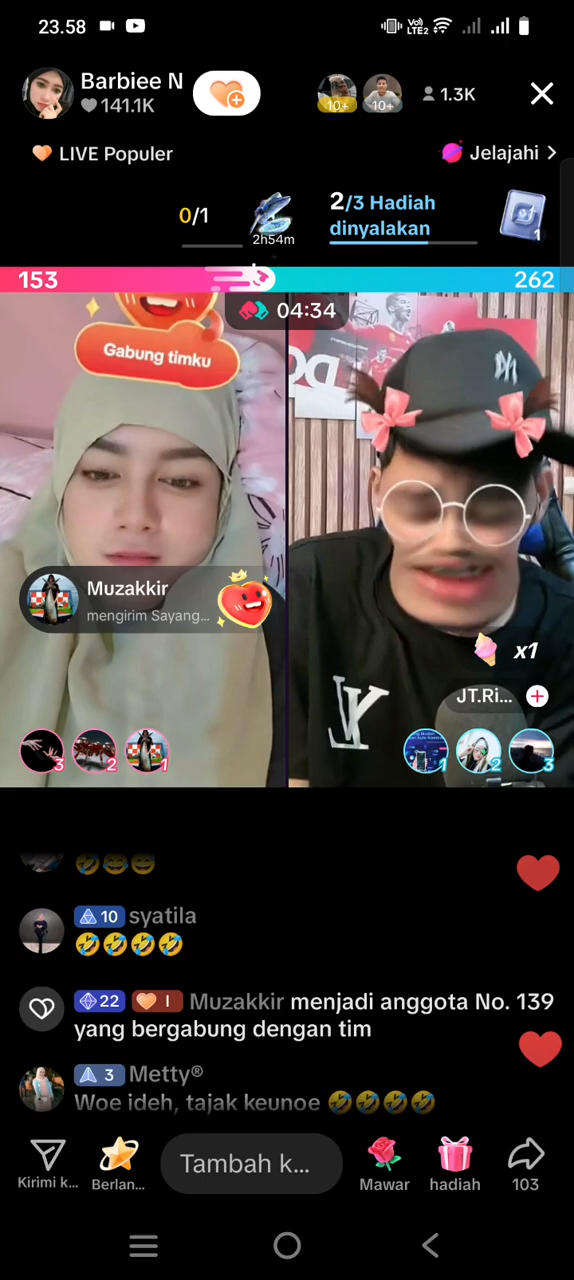 23.58
Vo)
LTE2
Barbiee N
141.1K
10+
10+
1.3K
LIVE Populer
Jelajahi >
0/1
2h54m
2/3 Hadiah
dinyalakan
1
153
262
04:34
Gabung timku
Muzakkir
mengirim Sayang...
x1
JT.Ri...
3
2
1
1
2
3
10 syatila
22 I Muzakkir menjadi anggota No. 139
yang bergabung dengan tim
3 Metty®
Woe ideh, tajak keunoe
Tambah k...
Kirimi k...
Berlan...
Mawar
hadiah
103